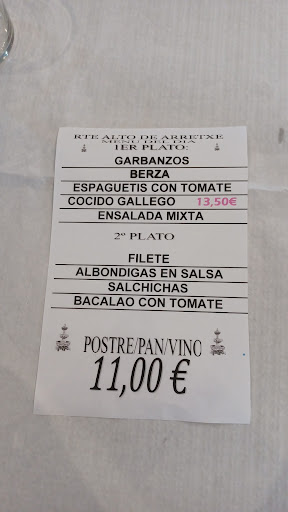 RTE ALTO DE ARRETXE
MENU DEL DIA
1ER PLATO:
GARBANZOS
BERZA
ESPAGUETIS CON TOMATE
COCIDO GALLEGO 13,50€
ENSALADA MIXTA
2º PLATO
FILETE
ALBONDIGAS EN SALSA
SALCHICHAS
BACALAO CON TOMATE
POSTRE/PAN/VINO
11,00 €